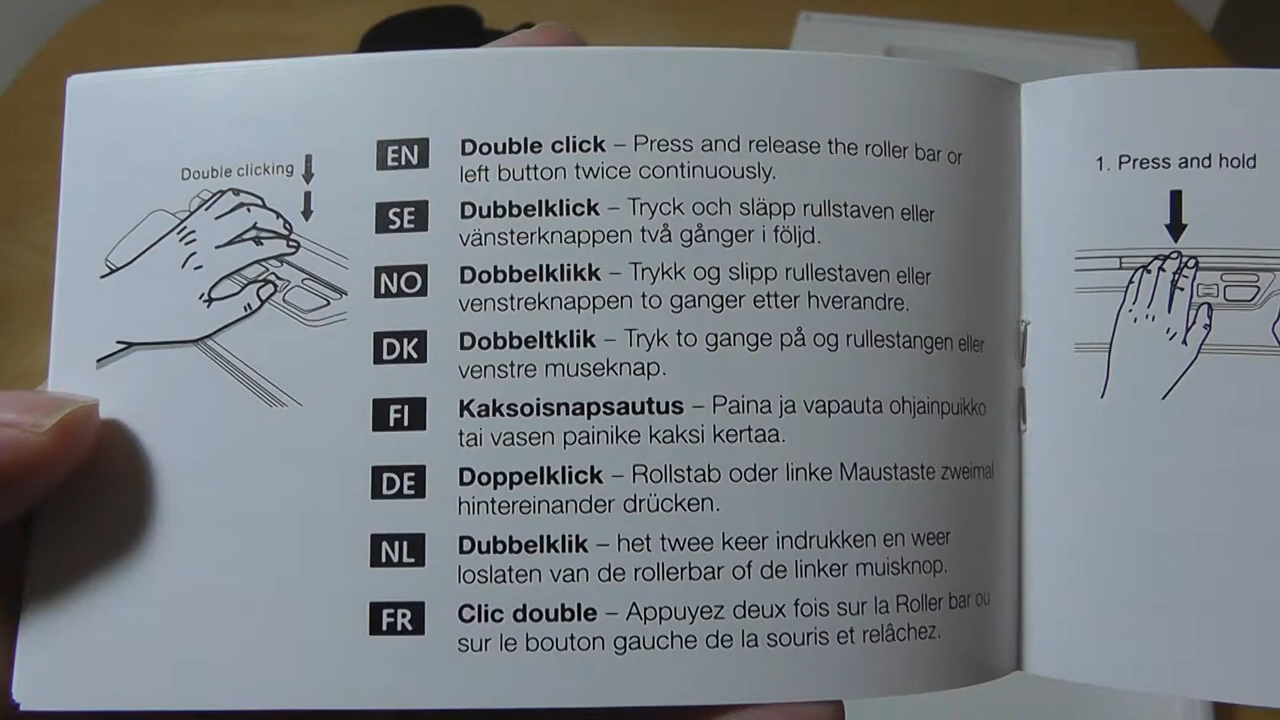 Double clicking
EN
Double click – Press and release the roller bar or
left button twice continuously.
SE
Dubbelklick – Tryck och släpp rullstaven eller
vänsterknappen två gånger i följd.
NO
Dobbelklikk – Trykk og slipp rullestaven eller
venstreknappen to ganger etter hverandre.
DK
Dobbeltklik – Tryk to gange på og rullestangen eller
venstre museknap.
FI
Kaksoisnapsautus – Paina ja vapauta ohjainpuikko
tai vasen painike kaksi kertaa.
DE
Doppelklick – Rollstab oder linke Maustaste zweimal
hintereinander drücken.
NL
Dubbelklik – het twee keer indrukken en weer
loslaten van de rollerbar of de linker muisknop.
FR
Clic double – Appuyez deux fois sur la Roller bar ou
sur le bouton gauche de la souris et relâchez.
1. Press and hold